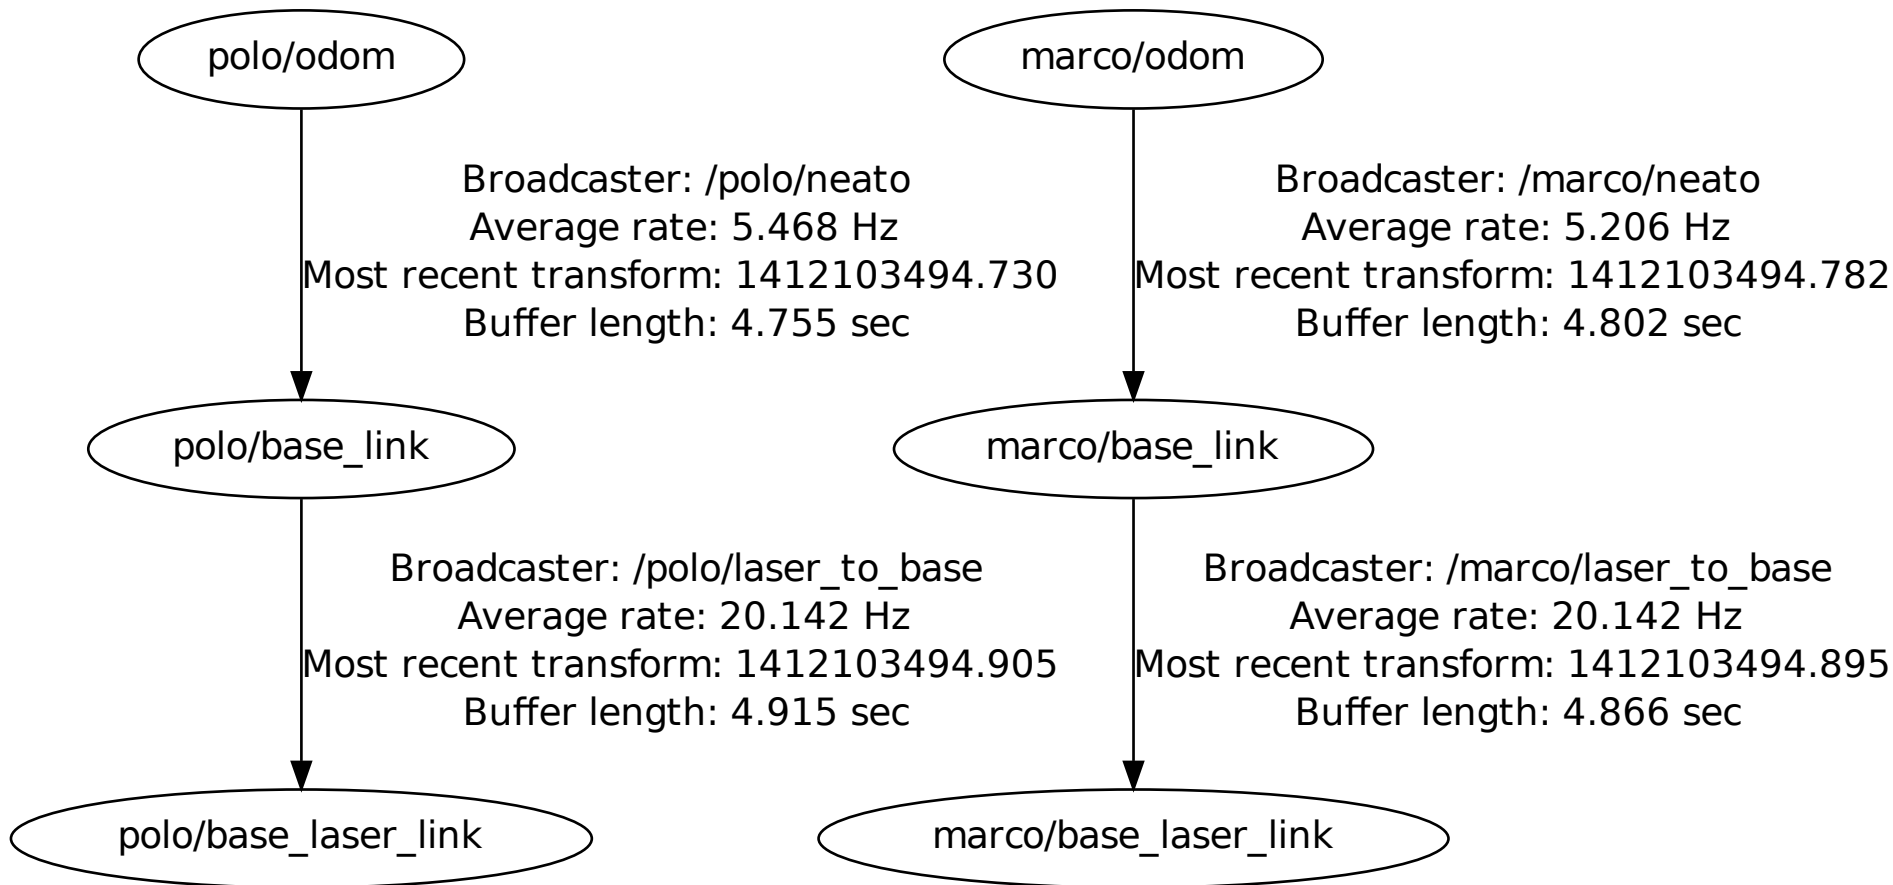 polo/odom
marco/odom
Broadcaster: /polo/neato
Average rate: 5.468 Hz
Most recent transform: 1412103494.730
Buffer length: 4.755 sec
Broadcaster: /marco/neato
Average rate: 5.206 Hz
Most recent transform: 1412103494.782
Buffer length: 4.802 sec
polo/base_link
marco/base_link
Broadcaster: /polo/laser_to_base
Average rate: 20.142 Hz
Most recent transform: 1412103494.905
Buffer length: 4.915 sec
Broadcaster: /marco/laser_to_base
Average rate: 20.142 Hz
Most recent transform: 1412103494.895
Buffer length: 4.866 sec
polo/base_laser_link
marco/base_laser_link